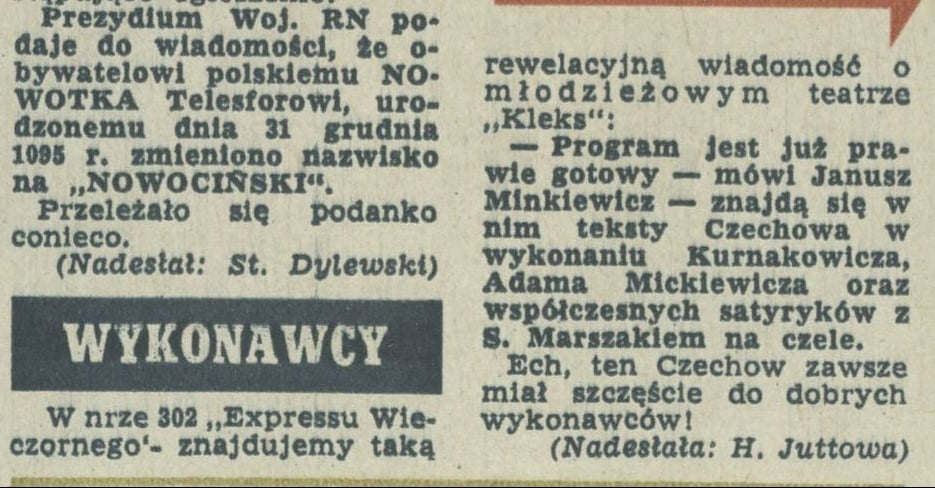 Prezydium Woj. RN po-
daje do wiadomości, że o-
bywatelowi polskiemu NO-
WOTKA Telesforowi, uro-
dzonemu dnia 31 grudnia
1095 r. zmieniono nazwisko
na „NOWOCIŃSKI“.
Przeleżało się podanko
conieco.
(Nadesłał: St. Dylewski)
WYKONAWCY
W nrze 302 „Expressu Wie-
czornego‘- znajdujemy taką
rewelacyjną wiadomość o
młodzieżowym teatrze
„Kleks“:
— Program jest już pra-
wie gotowy — mówi Janusz
Minkiewicz — znajdą się w
nim teksty Czechowa w
wykonaniu Kurnakowicza,
Adama Mickiewicza oraz
współczesnych satyryków z
S. Marszakiem na czele.
Ech, ten Czechow zawsze
miał szczęście do dobrych
wykonawców!
(Nadesłała: H. Juttowa)